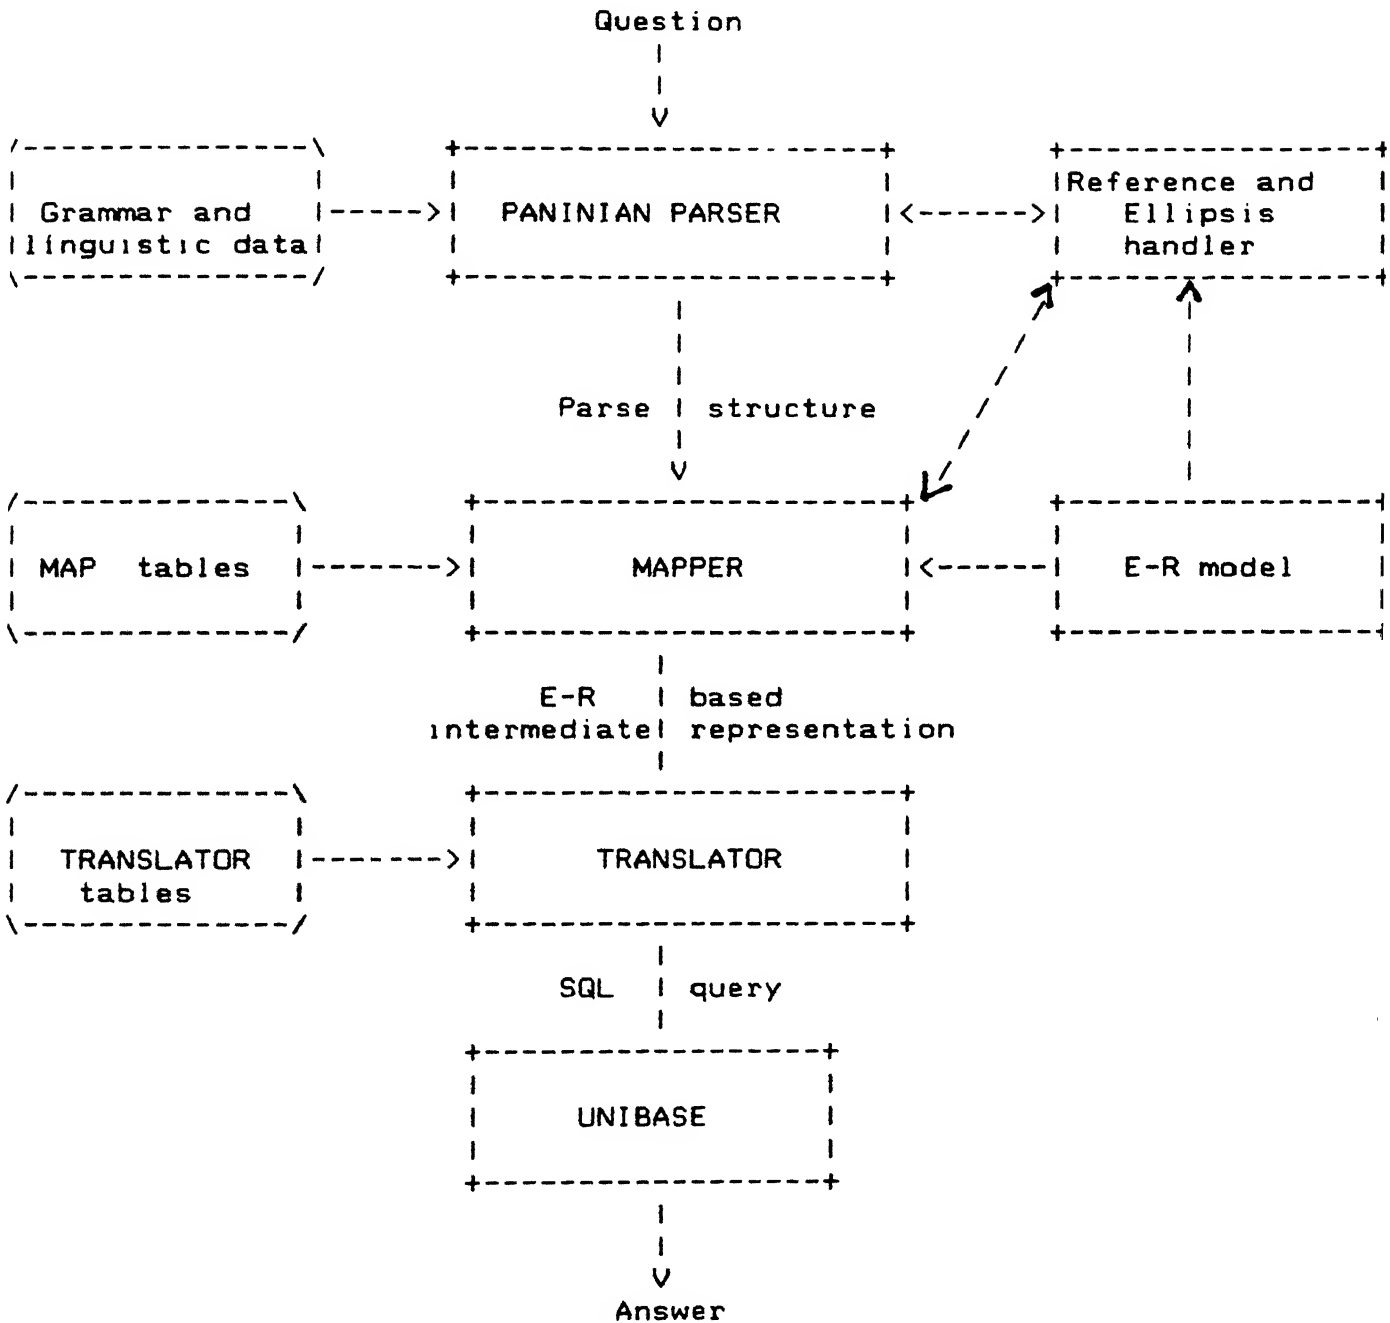 Question
Grammar and
linguistic data
PANINIAN PARSER
Reference and
Ellipsis
handler
Parse structure
MAP tables
MAPPER
E-R model
E-R based
intermediate representation
TRANSLATOR
tables
TRANSLATOR
SQL query
UNIBASE
Answer